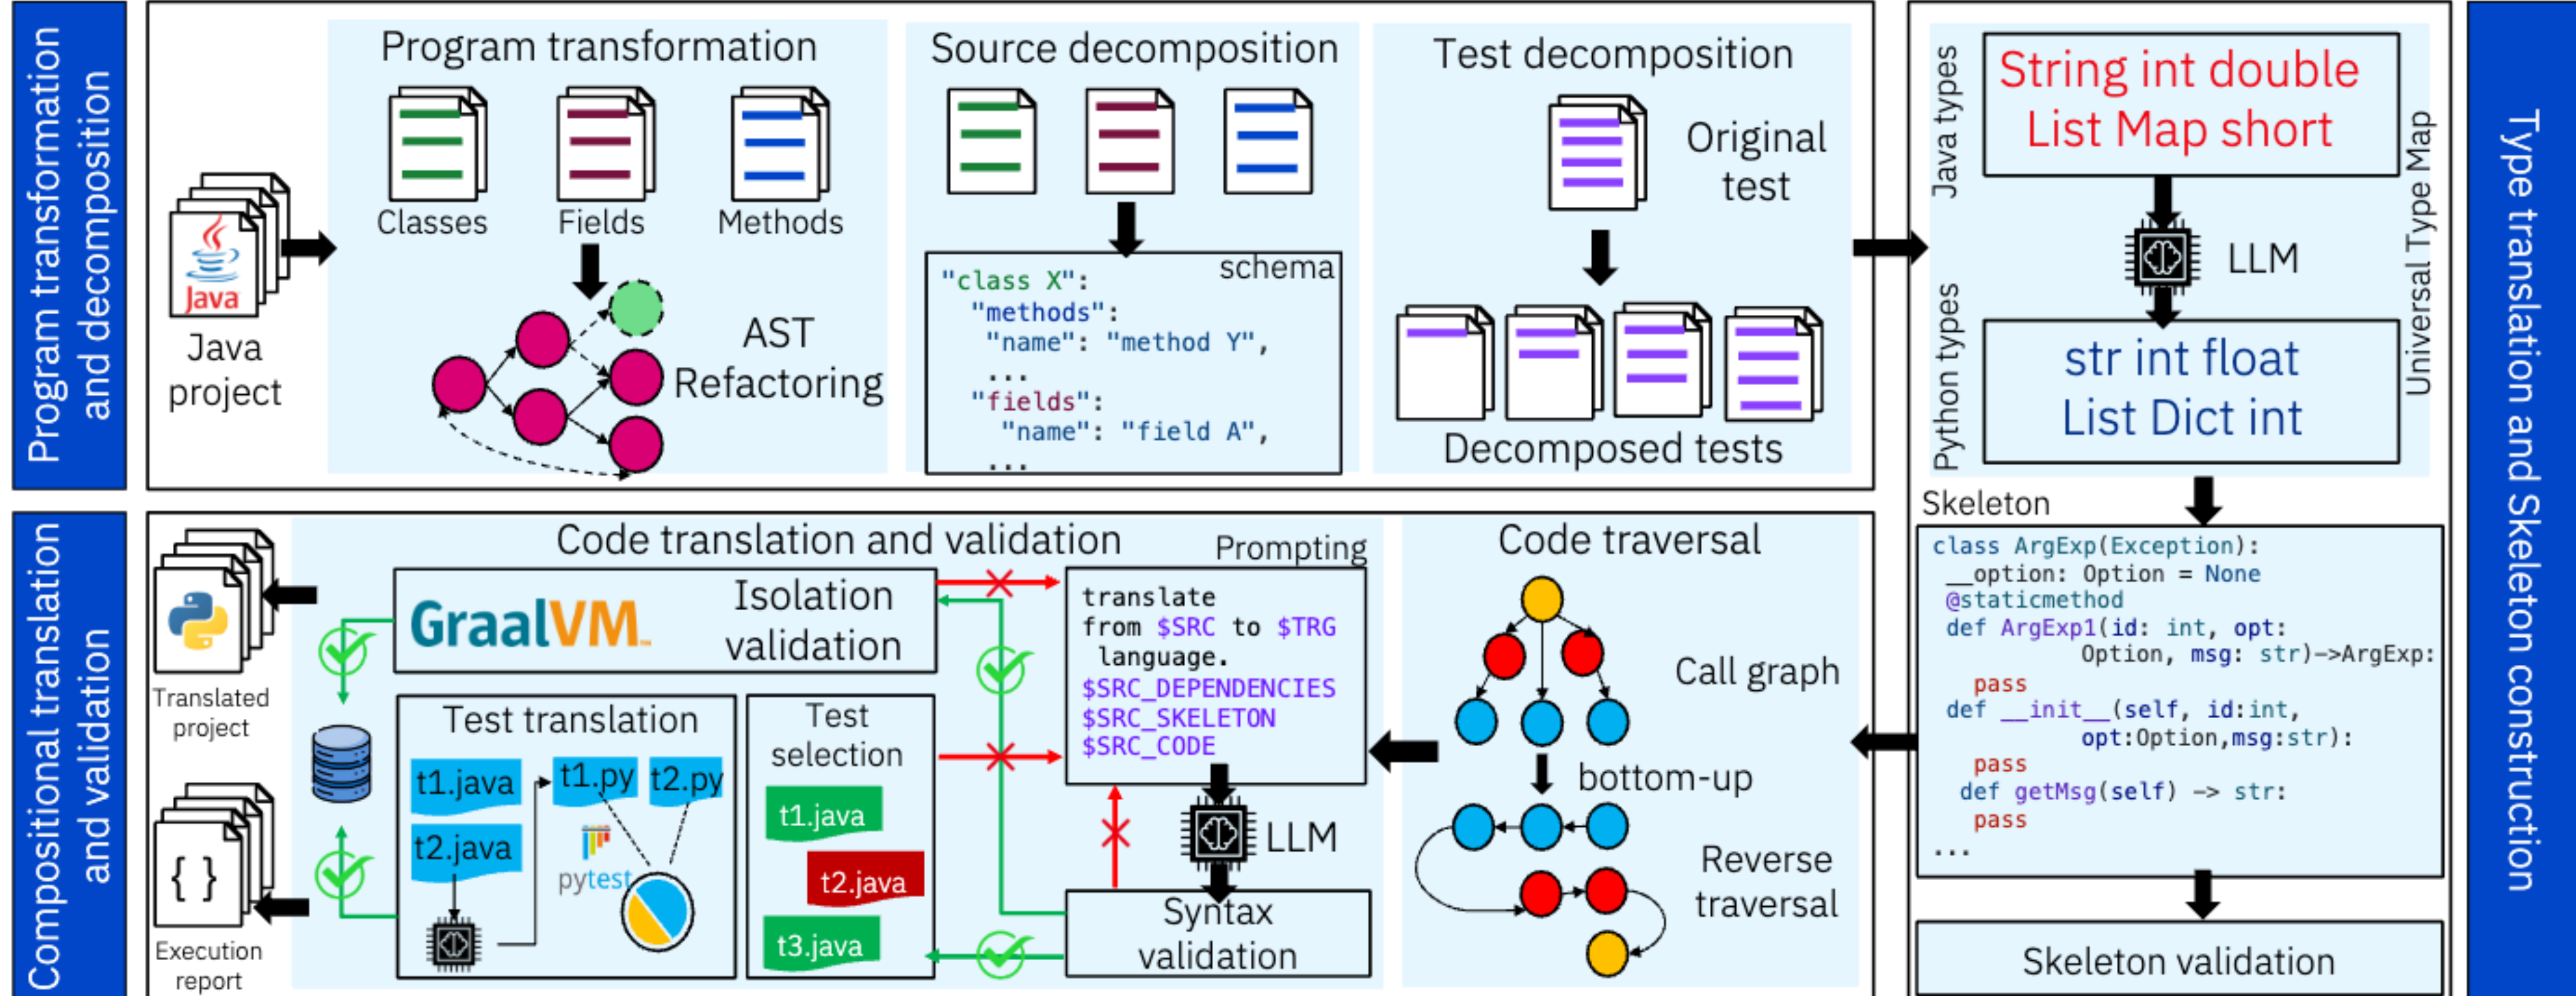 Program transformation
and decomposition
Java
Java
project
Program transformation
Classes
Fields
Methods
AST
Refactoring
Source decomposition
schema
"class X":
"methods":
"name": "method Y",
...
"fields":
"name": "field A",
...
Test decomposition
Original
test
Decomposed tests
Java types
String int double
List Map short
LLM
Universal Type Map
Python types
str int float
List Dict int
Type translation and Skeleton construction
Skeleton
class ArgExp(Exception):
__option: Option = None
@staticmethod
def ArgExp1(id: int, opt:
Option, msg: str)->ArgExp:
pass
def __init__(self, id:int,
opt:Option,msg:str):
pass
def getMsg(self) -> str:
pass
...
Skeleton validation
Code traversal
Call graph
bottom-up
Reverse
traversal
Compositional translation
and validation
Code translation and validation
Prompting
translate
from $SRC to $TRG
language.
$SRC_DEPENDENCIES
$SRC_SKELETON
$SRC_CODE
LLM
Syntax
validation
GraalVM™
Isolation
validation
Test translation
t1.java
t2.java
t1.py
t2.py
pytest
Test
selection
t1.java
t2.java
t3.java
Translated
project
{ }
Execution
report